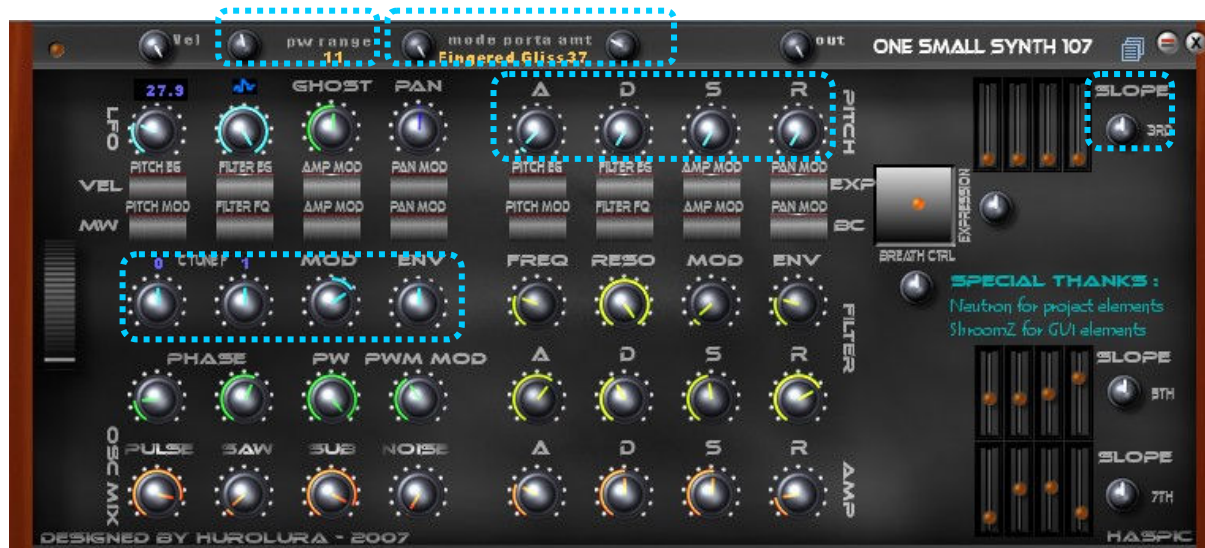 Vel pw range mode porta amt out ONE SMALL SYNTH 107
11 Fingered Gliss37
27.9 GHOST PAN A D S R SLOPE
LFO PITCH 3RD
PITCH EG FILTER EG AMP MOD PAN MOD PITCH EG FILTER EG AMP MOD PAN MOD
VEL EXP
PITCH MOD FILTER FQ AMP MOD PAN MOD PITCH MOD FILTER FQ AMP MOD PAN MOD
MW BC EXPRESSION
BREATH CTRL
0 C TUNE F 1 MOD ENV FREQ RESO MOD ENV
SPECIAL THANKS :
Neutron for project elements
ShroomZ for GUI elements
FILTER
PHASE PW PWM MOD A D S R SLOPE
5TH
OSC MIX
PULSE SAW SUB NOISE A D S R SLOPE
AMP 7TH
DESIGNED BY HUROLURA - 2007 HASPIC